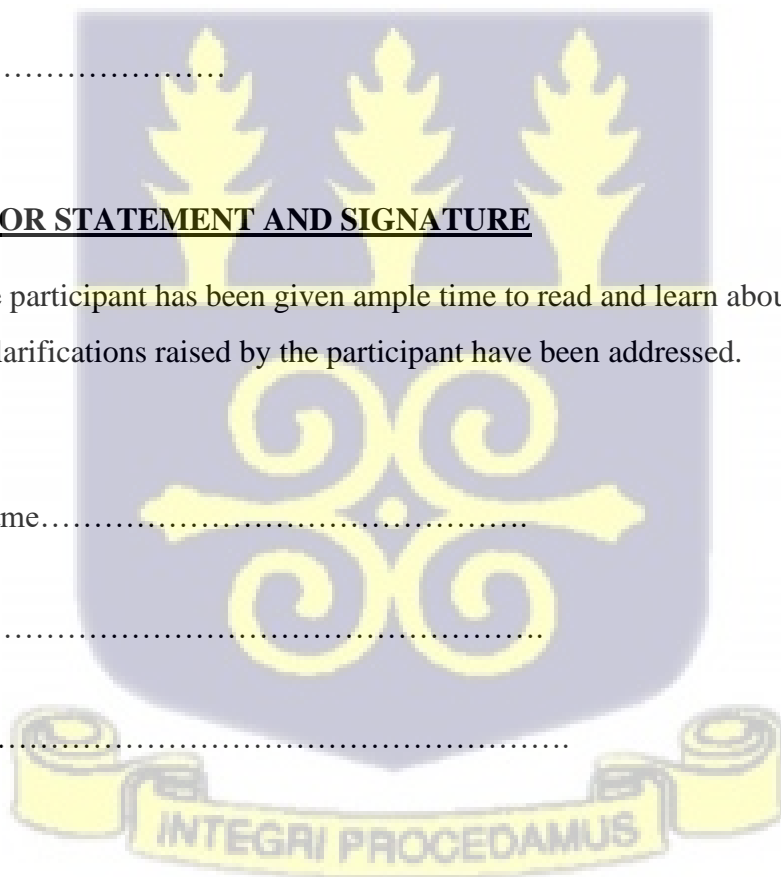 ……………………
OR STATEMENT AND SIGNATURE
participant has been given ample time to read and learn
larifications raised by the participant have been addressed.
me…………………………………………….
…………………………………………………
…………………………………………………….
INTEGRI PROCEDAMUS